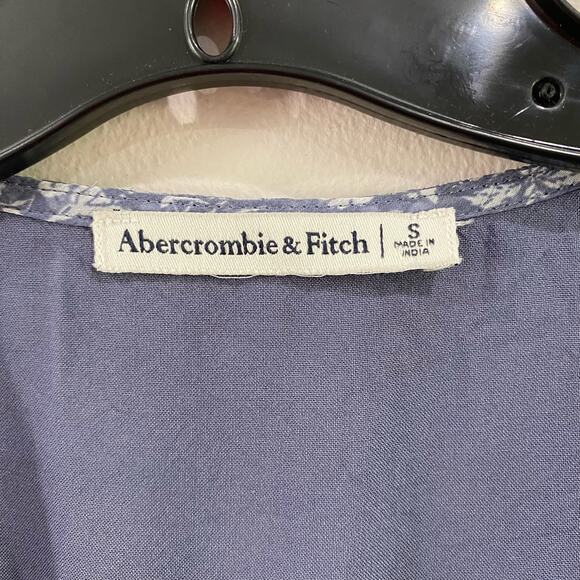 Abercrombie & Fitch | S
MADE IN
INDIA